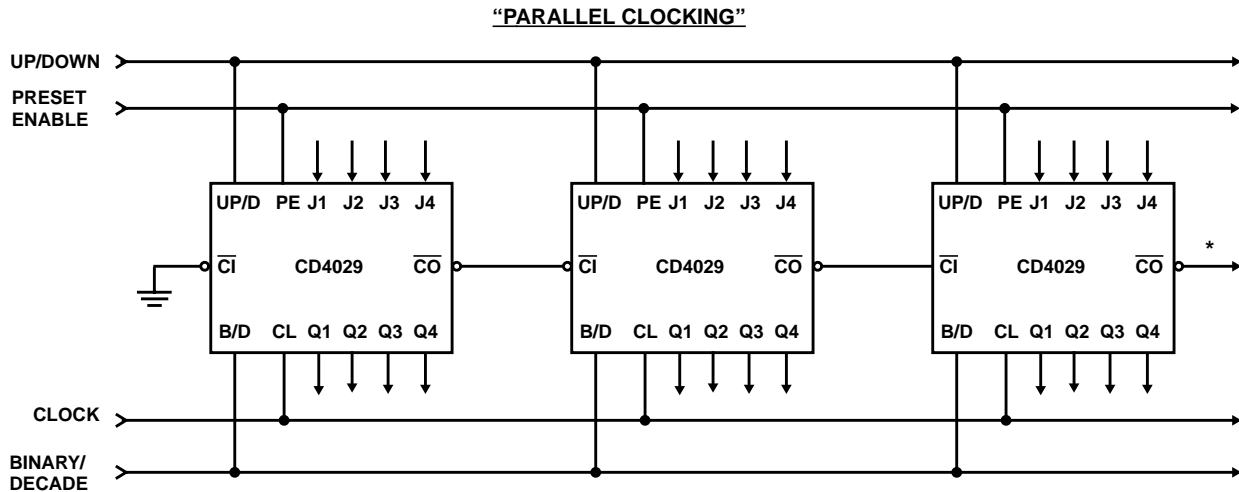 “PARALLEL CLOCKING”
UP/DOWN
PRESET
ENABLE
UP/D PE J1 J2 J3 J4
CI CD4029 CO
B/D CL Q1 Q2 Q3 Q4
UP/D PE J1 J2 J3 J4
CI CD4029 CO
B/D CL Q1 Q2 Q3 Q4
UP/D PE J1 J2 J3 J4
CI CD4029 CO
*
B/D CL Q1 Q2 Q3 Q4
CLOCK
BINARY/
DECADE